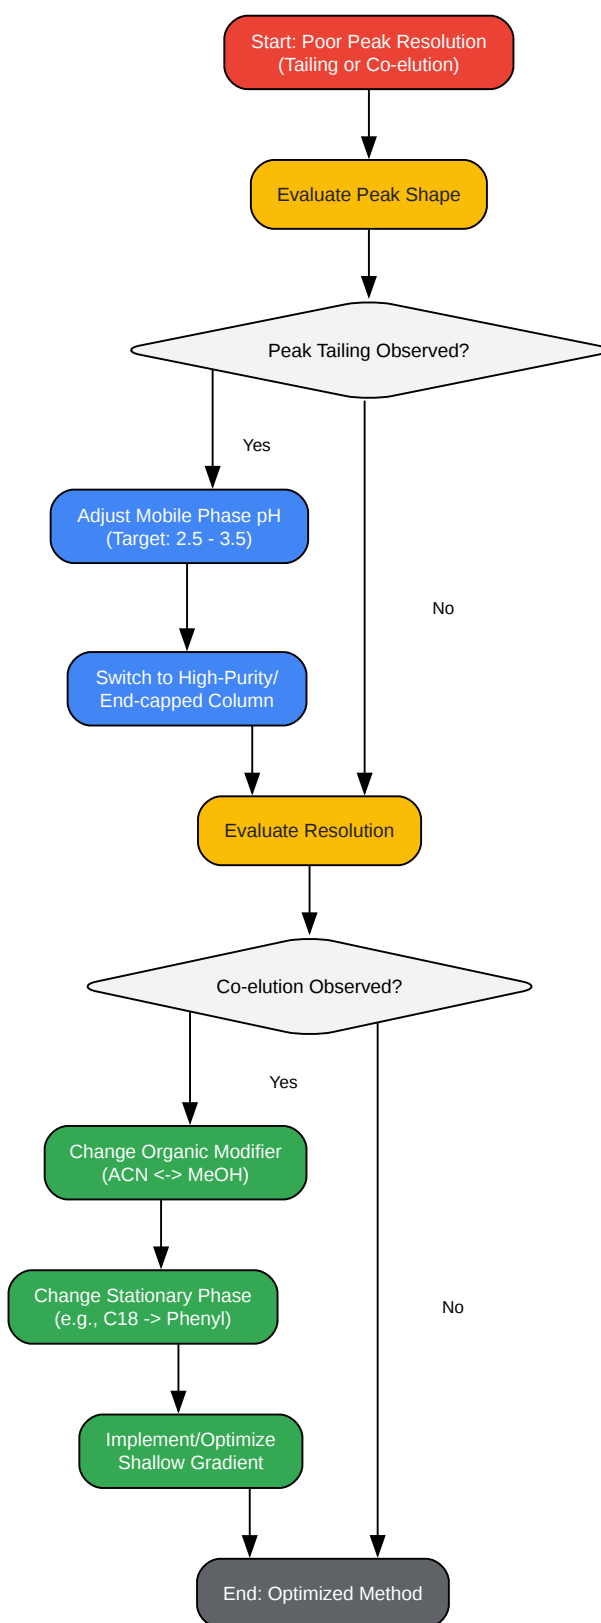 Start: Poor Peak Resolution
(Tailing or Co-elution)
Evaluate Peak Shape
Peak Tailing Observed?
Yes
Adjust Mobile Phase pH
(Target: 2.5 - 3.5)
No
Switch to High-Purity/
End-capped Column
Evaluate Resolution
Co-elution Observed?
Yes
Change Organic Modifier
(ACN <-> MeOH)
Change Stationary Phase
(e.g., C18 -> Phenyl)
No
Implement/Optimize
Shallow Gradient
End: Optimized Method